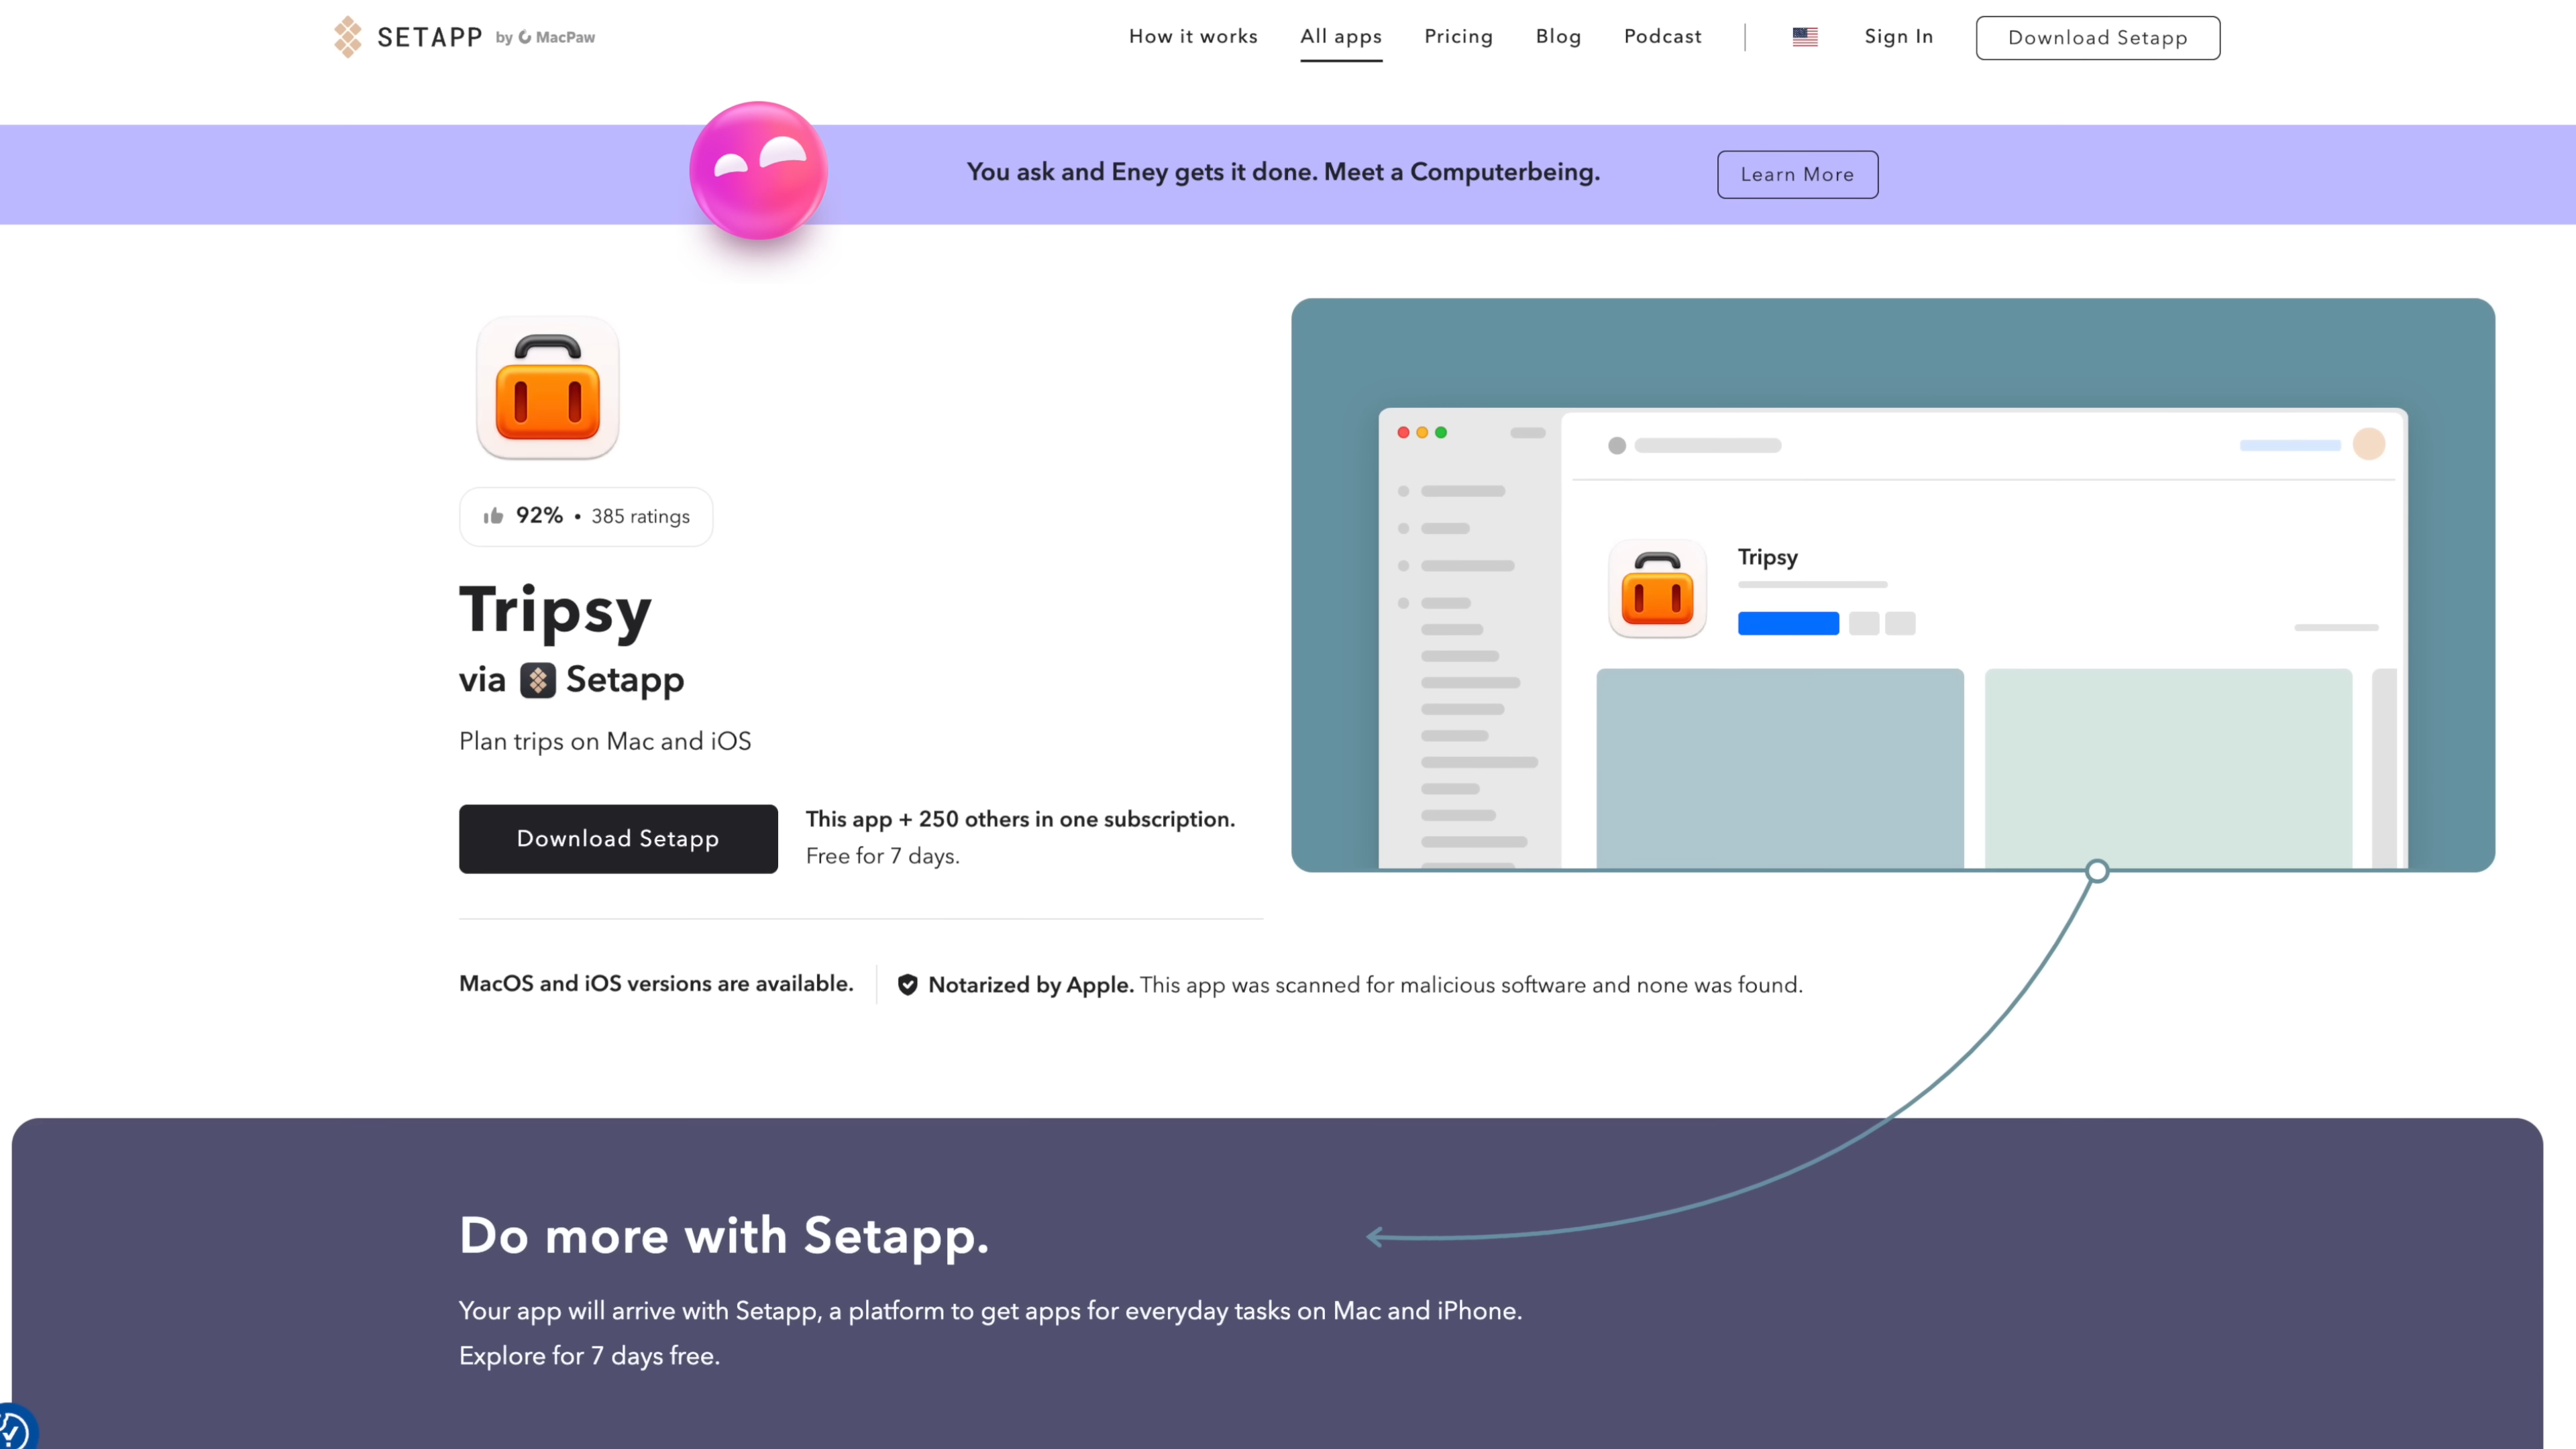 SETAPP by MacPaw
How it works
All apps
Pricing
Blog
Podcast
Sign In
Download Setapp
You ask and Eney gets it done. Meet a Computerbeing.
Learn More
92% • 385 ratings
Tripsy
via Setapp
Plan trips on Mac and iOS
Download Setapp
This app + 250 others in one subscription.
Free for 7 days.
Tripsy
MacOS and iOS versions are available.
Notarized by Apple. This app was scanned for malicious software and none was found.
Do more with Setapp.
Your app will arrive with Setapp, a platform to get apps for everyday tasks on Mac and iPhone.
Explore for 7 days free.